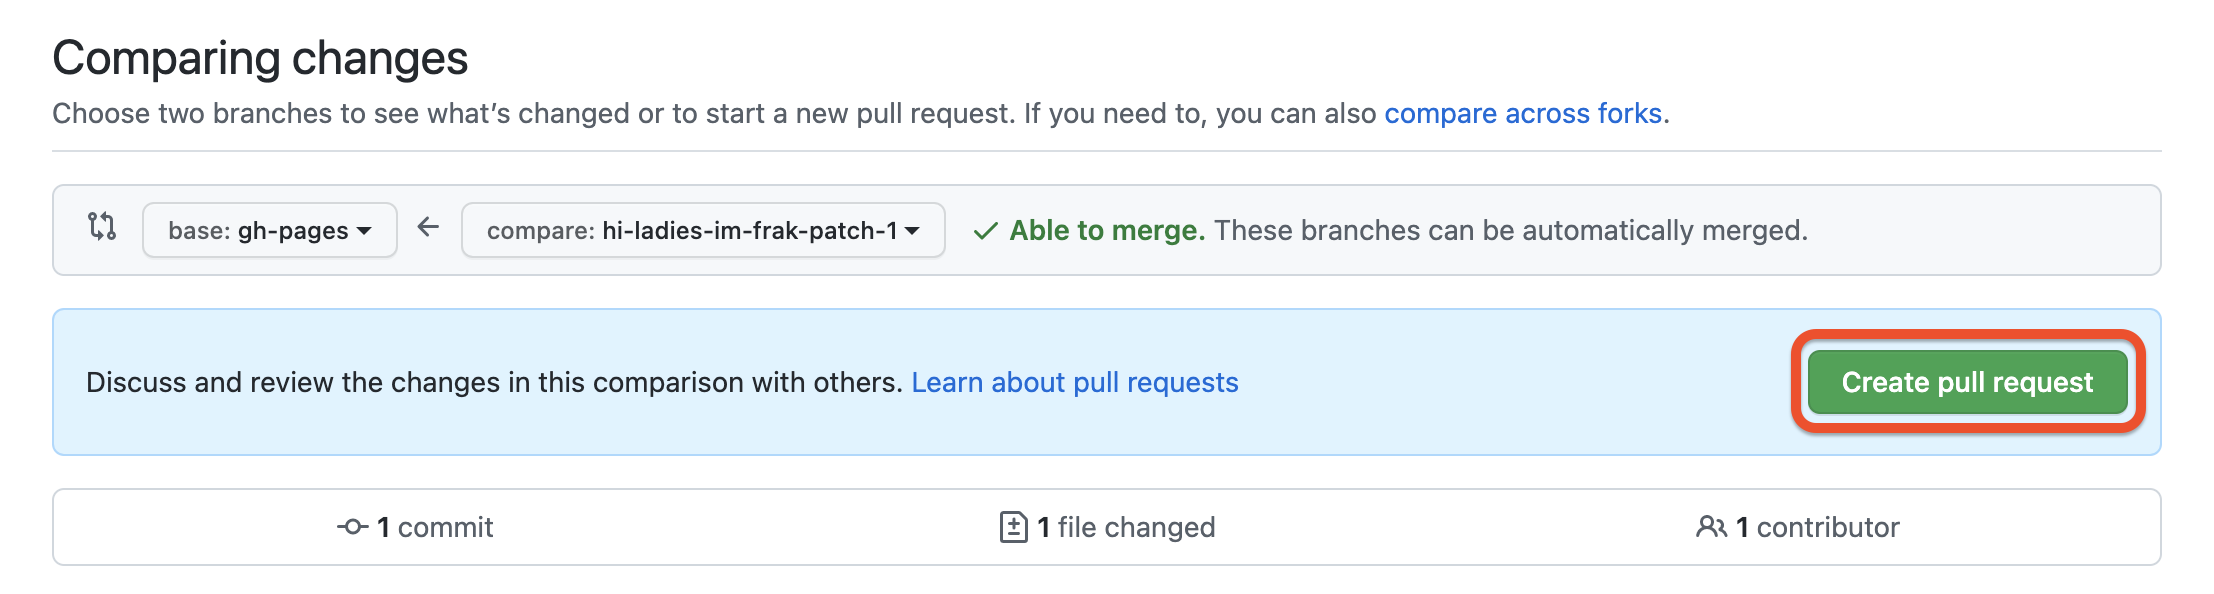 Comparing changes
Choose two branches to see what’s changed or to start a new pull request. If you need to, you can also compare across forks.
base: gh-pages compare: hi-ladies-im-frak-patch-1 Able to merge. These branches can be automatically merged.
Discuss and review the changes in this comparison with others. Learn about pull requests Create pull request
1 commit 1 file changed 1 contributor